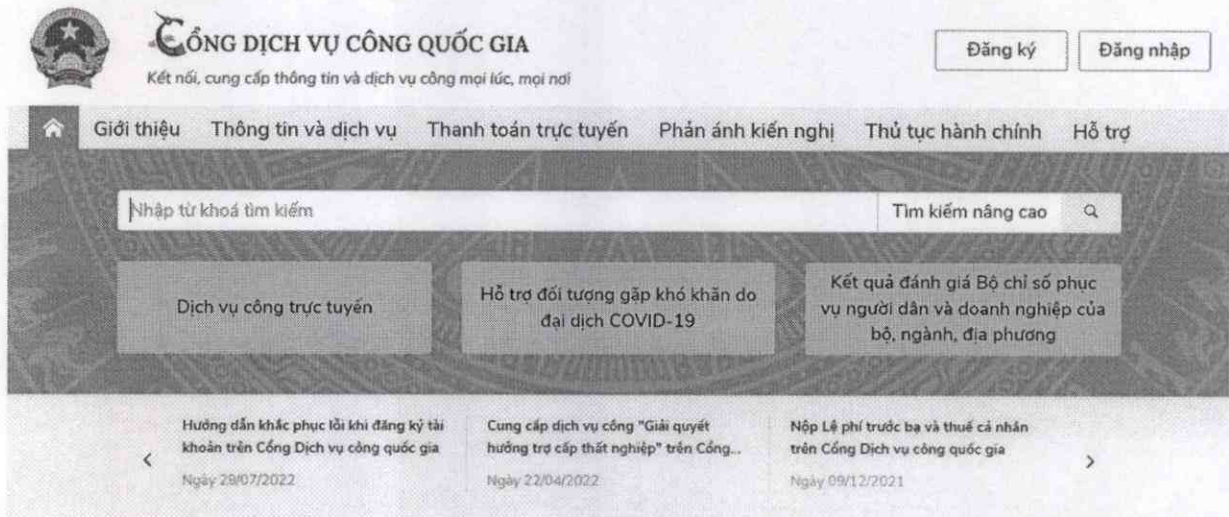 CỔNG DỊCH VỤ CÔNG QUỐC GIA
Kết nối, cung cấp thông tin và dịch vụ công mọi lúc, mọi nơi
Đăng ký
Đăng nhập
Giới thiệu
Thông tin và dịch vụ
Thanh toán trực tuyến
Phản ánh kiến nghị
Thủ tục hành chính
Hỗ trợ
Nhập từ khoá tìm kiếm
Tìm kiếm nâng cao
Dịch vụ công trực tuyến
Hỗ trợ đối tượng gặp khó khăn do
đại dịch COVID-19
Kết quả đánh giá Bộ chỉ số phục
vụ người dân và doanh nghiệp của
bộ, ngành, địa phương
Hướng dẫn khắc phục lỗi khi đăng ký tài
khoản trên Cổng Dịch vụ công quốc gia
Ngày 29/07/2022
Cung cấp dịch vụ công "Giải quyết
hưởng trợ cấp thất nghiệp" trên Cổng...
Ngày 22/04/2022
Nộp Lệ phí trước bạ và thuế cá nhân
trên Cổng Dịch vụ công quốc gia
Ngày 09/12/2021